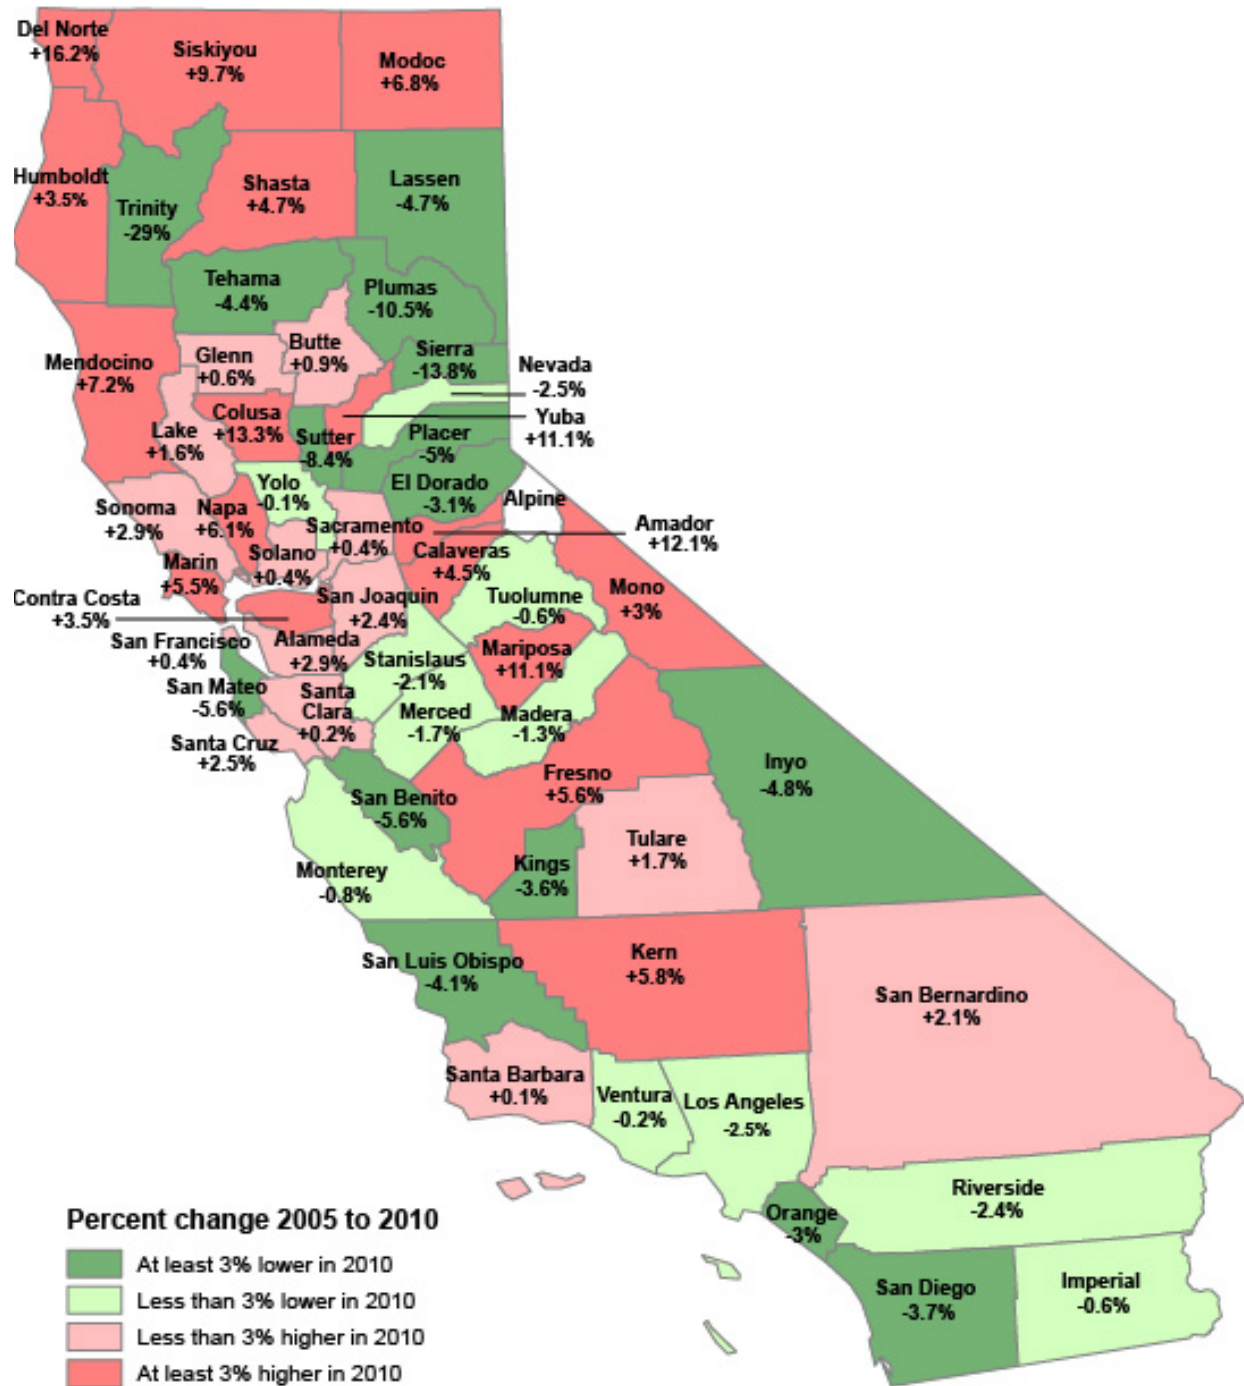 Del Norte
+16.2%
Siskiyou
+9.7%
Modoc
+6.8%
Humboldt
+3.5%
Trinity
-29%
Shasta
+4.7%
Lassen
-4.7%
Tehama
-4.4%
Plumas
-10.5%
Mendocino
+7.2%
Glenn
+0.6%
Butte
+0.9%
Sierra
-13.8%
Nevada
-2.5%
Yuba
+11.1%
Lake
+1.6%
Colusa
+13.3%
Sutter
-8.4%
Placer
-5%
El Dorado
-3.1%
Alpine
Amador
+12.1%
Sonoma
+2.9%
Napa
+6.1%
Yolo
-0.1%
Sacramento
+0.4%
Solano
+0.4%
Marin
+5.5%
Calaveras
+4.5%
Mono
+3%
Contra Costa
+3.5%
San Joaquin
+2.4%
Tuolumne
-0.6%
San Francisco
+0.4%
Alameda
+2.9%
Stanislaus
-2.1%
Mariposa
+11.1%
San Mateo
-5.6%
Santa
Clara
+0.2%
Merced
-1.7%
Madera
-1.3%
Santa Cruz
+2.5%
Fresno
+5.6%
Inyo
-4.8%
San Benito
-5.6%
Monterey
-0.8%
Kings
-3.6%
Tulare
+1.7%
San Luis Obispo
-4.1%
Kern
+5.8%
San Bernardino
+2.1%
Santa Barbara
+0.1%
Ventura
-0.2%
Los Angeles
-2.5%
Riverside
-2.4%
Orange
-3%
San Diego
-3.7%
Imperial
-0.6%
Percent change 2005 to 2010
At least 3% lower in 2010
Less than 3% lower in 2010
Less than 3% higher in 2010
At least 3% higher in 2010